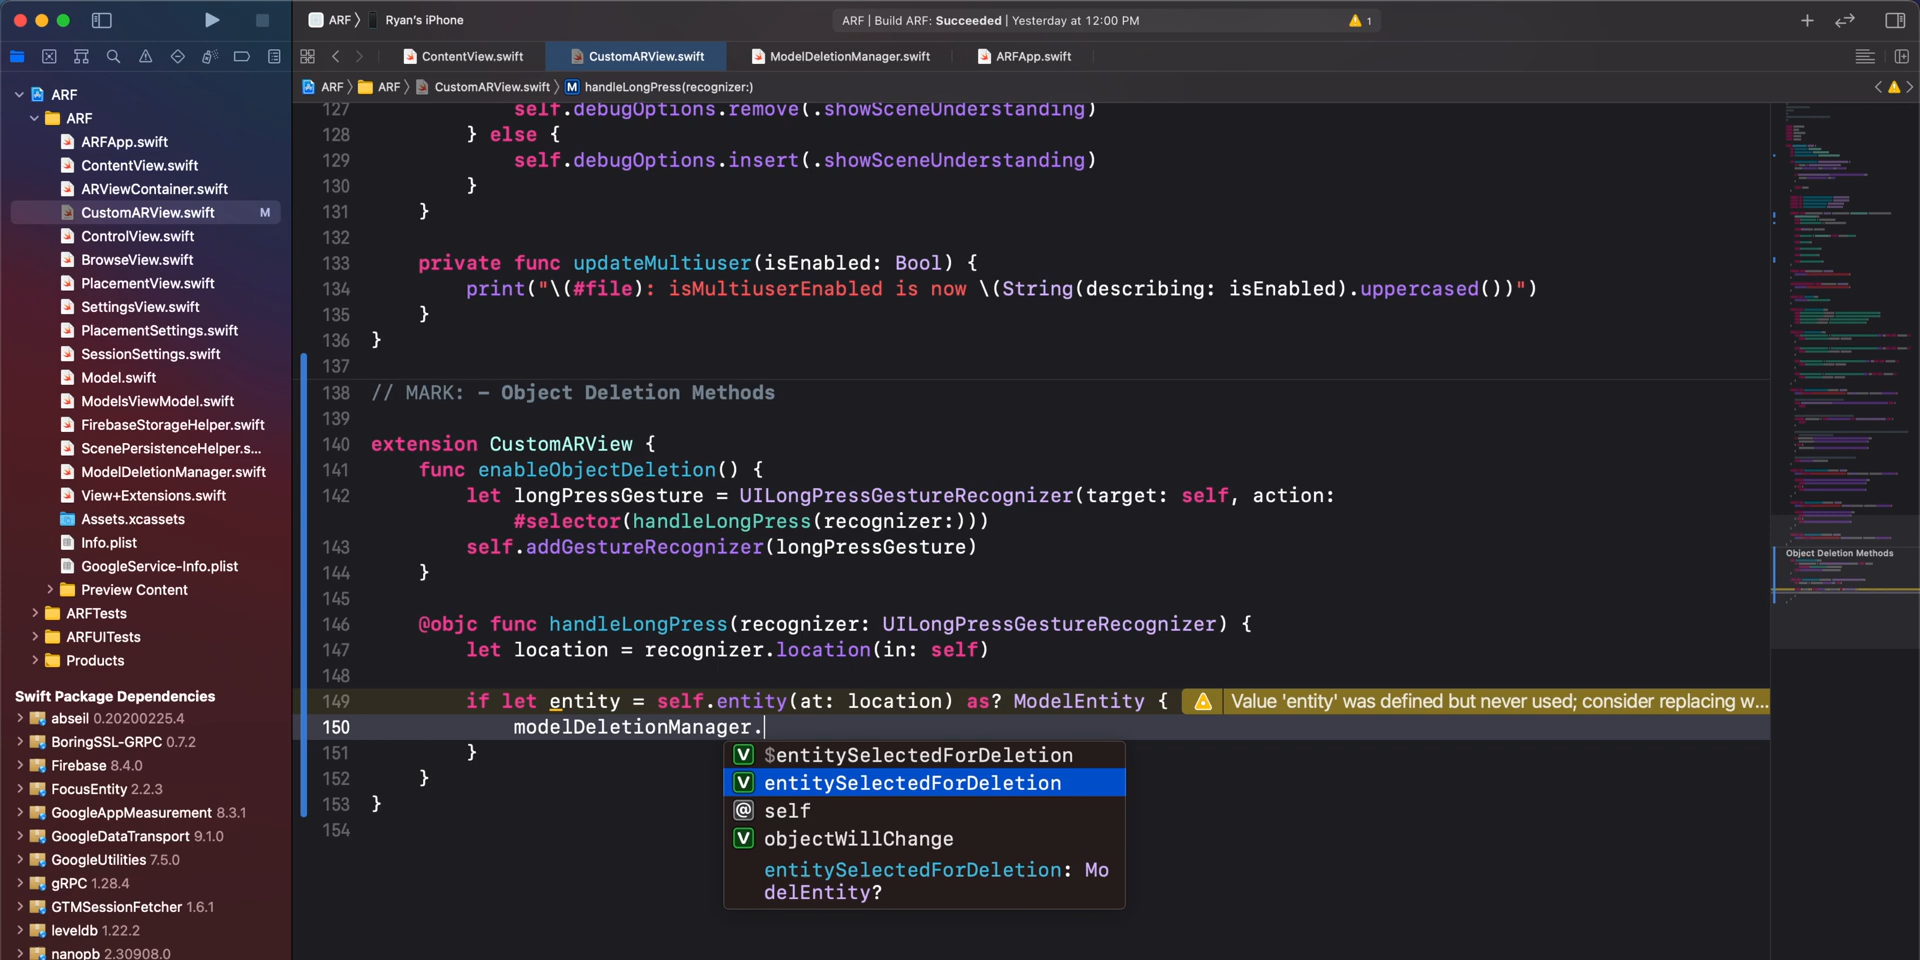 ARF
Ryan's iPhone
ARF | Build ARF: Succeeded | Yesterday at 12:00 PM
1
ContentView.swift
CustomARView.swift
ModelDeletionManager.swift
ARFApp.swift
ARF
ARF
CustomARView.swift
M handleLongPress(recognizer:)
ARF
ARF
ARFApp.swift
ContentView.swift
ARViewContainer.swift
CustomARView.swift M
ControlView.swift
BrowseView.swift
PlacementView.swift
SettingsView.swift
PlacementSettings.swift
SessionSettings.swift
Model.swift
ModelsViewModel.swift
FirebaseStorageHelper.swift
ScenePersistenceHelper.s...
ModelDeletionManager.swift
View+Extensions.swift
Assets.xcassets
Info.plist
GoogleService-Info.plist
Preview Content
ARFTests
ARFUITests
Products
Swift Package Dependencies
abseil 0.20200225.4
BoringSSL-GRPC 0.7.2
Firebase 8.4.0
FocusEntity 2.2.3
GoogleAppMeasurement 8.3.1
GoogleDataTransport 9.1.0
GoogleUtilities 7.5.0
gRPC 1.28.4
GTMSessionFetcher 1.6.1
leveldb 1.22.2
nanopb 2.30908.0
127 self.debugOptions.remove(.showSceneUnderstanding)
128 } else {
129 self.debugOptions.insert(.showSceneUnderstanding)
130 }
131 }
132
133 private func updateMultiuser(isEnabled: Bool) {
134 print("\(#file): isMultiuserEnabled is now \(String(describing: isEnabled).uppercased())")
135 }
136 }
137
138 // MARK: - Object Deletion Methods
139
140 extension CustomARView {
141 func enableObjectDeletion() {
142 let longPressGesture = UILongPressGestureRecognizer(target: self, action:
#selector(handleLongPress(recognizer:)))
143 self.addGestureRecognizer(longPressGesture)
144 }
145
146 @objc func handleLongPress(recognizer: UILongPressGestureRecognizer) {
147 let location = recognizer.location(in: self)
148
149 if let entity = self.entity(at: location) as? ModelEntity {
Value 'entity' was defined but never used; consider replacing w...
150 modelDeletionManager.
151 }
152 }
153 }
154
V $entitySelectedForDeletion
V entitySelectedForDeletion
@ self
V objectWillChange
entitySelectedForDeletion: Mo
delEntity?
Object Deletion Methods